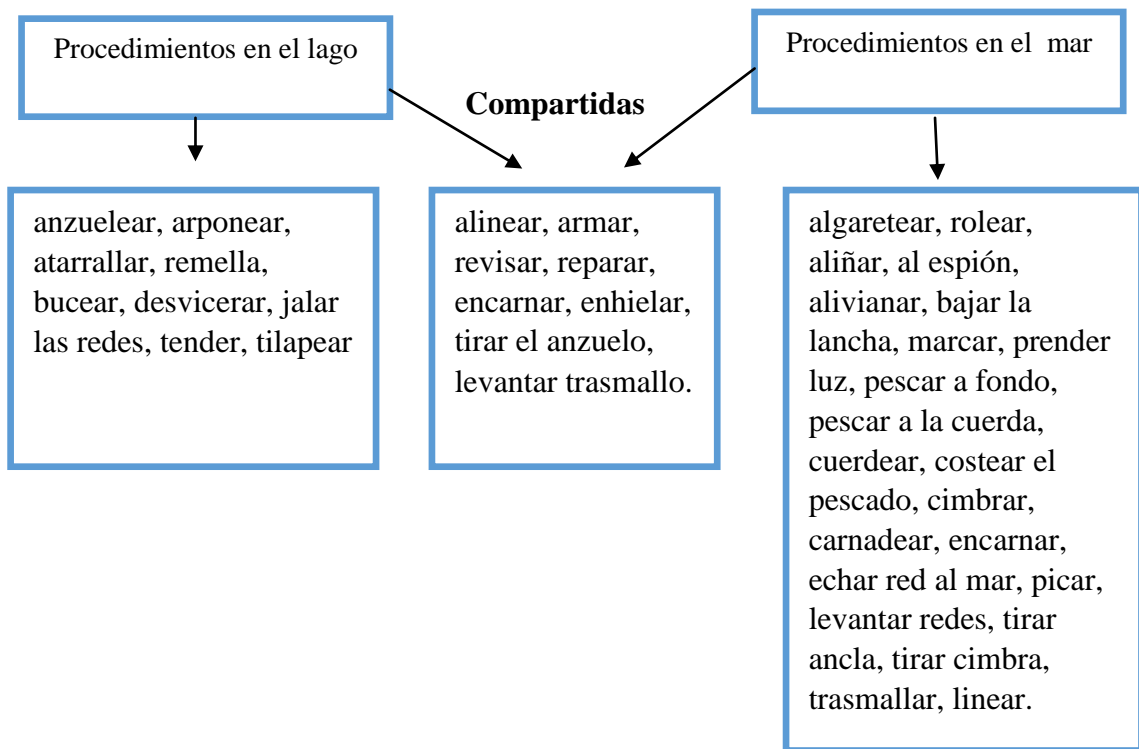 Procedimientos en el lago
Procedimientos en el mar
Compartidas
anzuelear, arponear,
atarrallar, remella,
bucear, desvicerar, jalar
las redes, tender, tilapear
alinear, armar,
revisar, reparar,
encarnar, enhielar,
tirar el anzuelo,
levantar trasmallo.
algaretear, rolear,
aliñar, al espión,
alivianar, bajar la
lancha, marcar, prender
luz, pescar a fondo,
pescar a la cuerda,
cuerdear, costear el
pescado, cimbrar,
carnadear, encarnar,
echar red al mar, picar,
levantar redes, tirar
ancla, tirar cimbra,
trasmallar, linear.